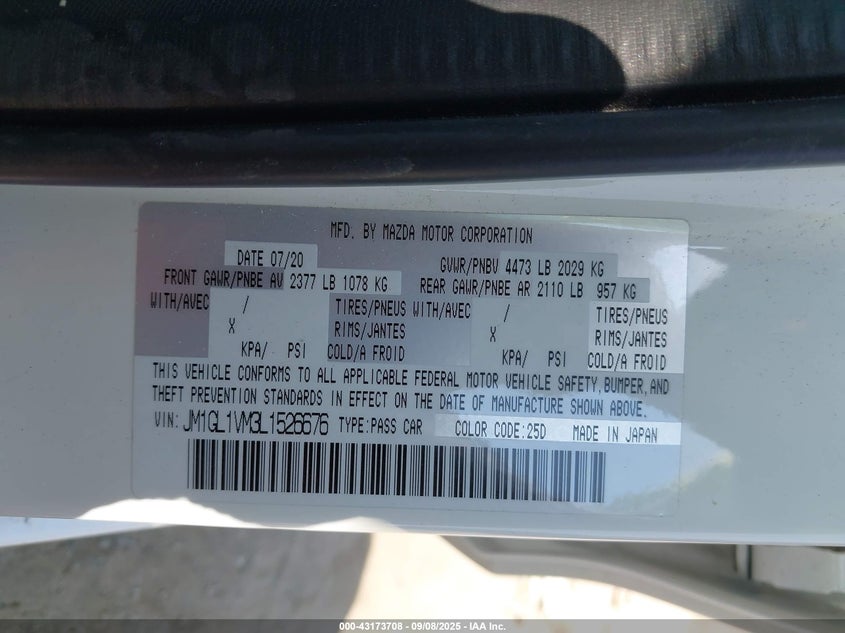 MFD. BY MAZDA MOTOR CORPORATION
DATE 07/20 GVWR/PNBV 4473 LB 2029 KG
FRONT GAWR/PNBE AV 2377 LB 1078 KG REAR GAWR/PNBE AR 2110 LB 957 KG
WITH/AVEC / TIRES/PNEUS WITH/AVEC / TIRES/PNEUS
X RIMS/JANTES X RIMS/JANTES
KPA/ PSI COLD/A FROID KPA/ PSI COLD/A FROID
THIS VEHICLE CONFORMS TO ALL APPLICABLE FEDERAL MOTOR VEHICLE SAFETY, BUMPER, AND
THEFT PREVENTION STANDARDS IN EFFECT ON THE DATE OF MANUFACTURE SHOWN ABOVE.
VIN: JM1GL1VM3L1526676 TYPE:PASS CAR COLOR CODE:25D MADE IN JAPAN
000-43173708 - 09/08/2025 - IAA Inc.